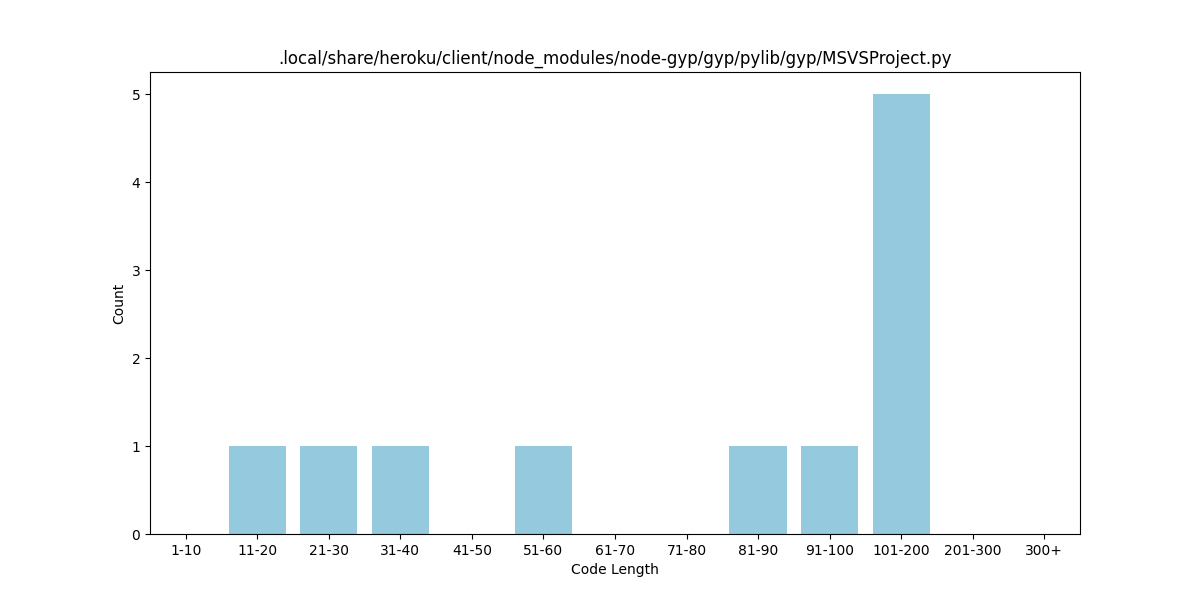 .local/share/heroku/client/node_modules/node-gyp/gyp/pylib/gyp/MSVSProject.py
5
4
3
2
1
0
Count
1-10 11-20 21-30 31-40 41-50 51-60 61-70 71-80 81-90 91-100 101-200 201-300 300+
Code Length